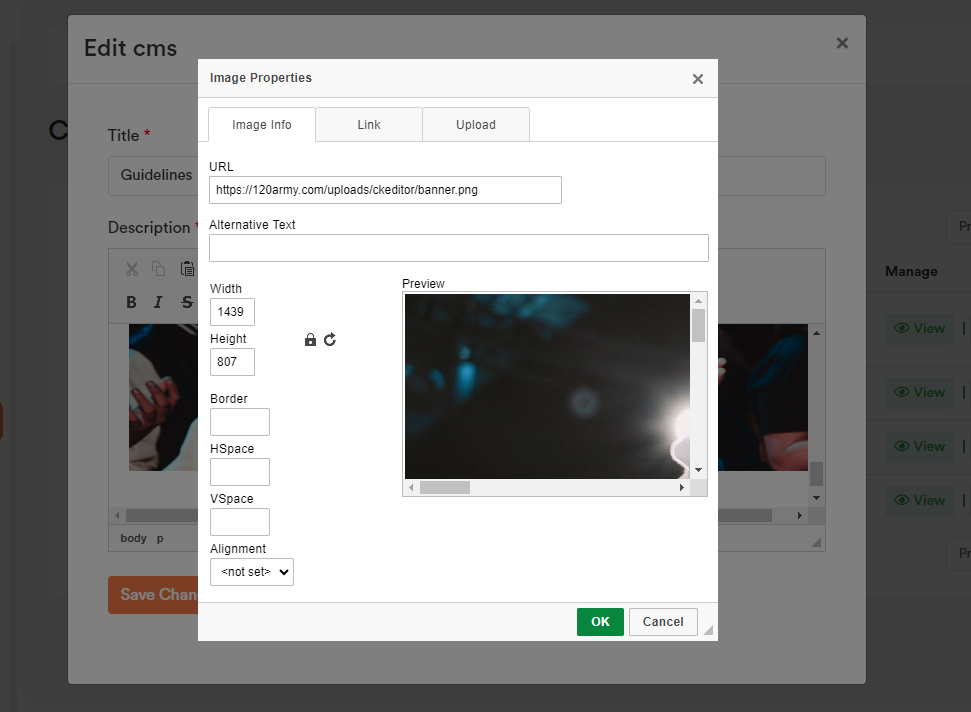 Edit cms
×
Image Properties
×
Image Info
Link
Upload
C
Title *
Guidelines
URL
https://120army.com/uploads/ckeditor/banner.png
Description *
Alternative Text
Pr
Manage
B I S
Width
1439
Height
807
Preview
View |
View |
View |
View |
Border
HSpace
VSpace
Alignment
<not set>
body p
Pr
Save Chan
OK
Cancel